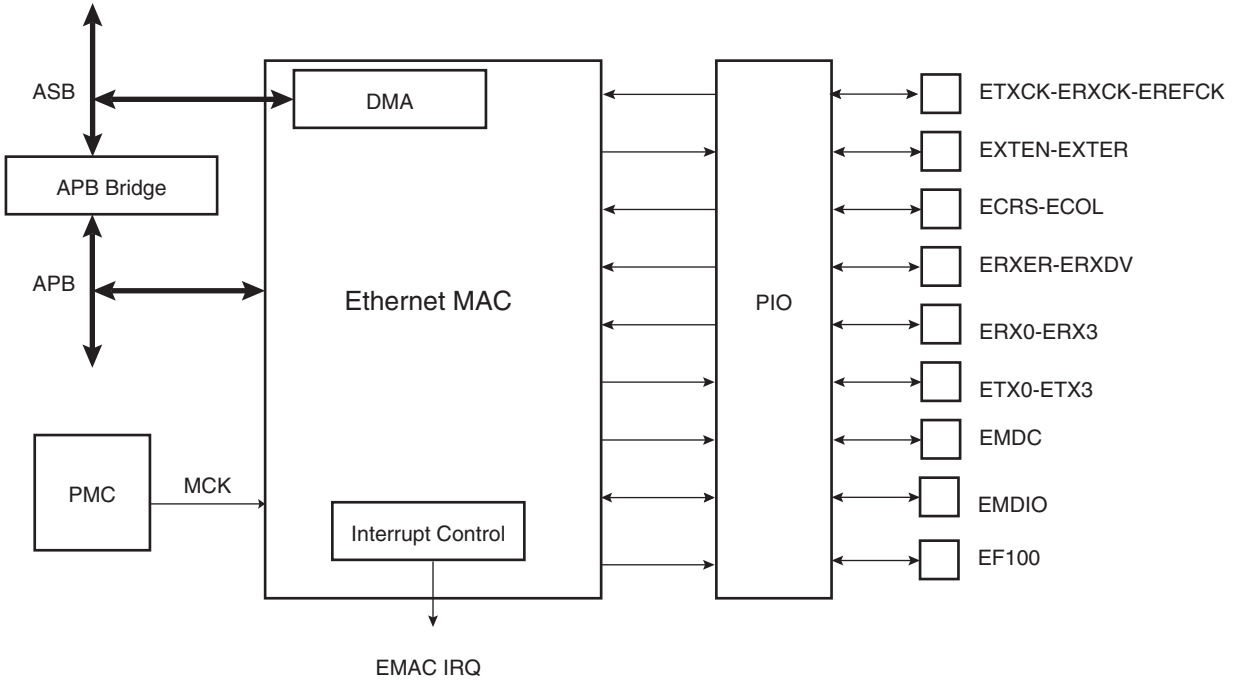 ASB
DMA
ETXCK-ERXCK-EREFCK
EXTEN-EXTER
APB Bridge
ECRS-ECOL
ERXER-ERXDV
APB
Ethernet MAC
PIO
ERX0-ERX3
ETX0-ETX3
EMDC
PMC
MCK
EMDIO
Interrupt Control
EF100
EMAC IRQ